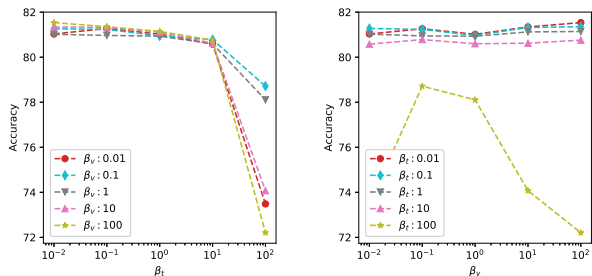 82
80
78
76
74
72
Accuracy
β_v : 0.01
β_v : 0.1
β_v : 1
β_v : 10
β_v : 100
10^−2
10^−1
10^0
10^1
10^2
β_t
82
80
78
76
74
72
Accuracy
β_t : 0.01
β_t : 0.1
β_t : 1
β_t : 10
β_t : 100
10^−2
10^−1
10^0
10^1
10^2
β_v